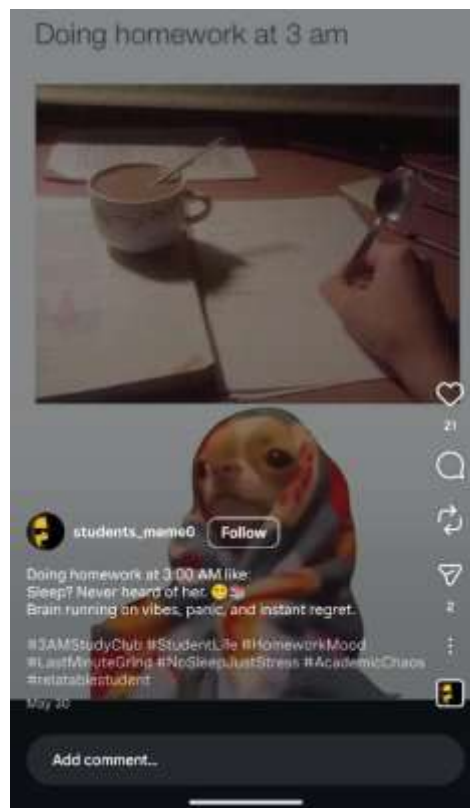 Doing homework at 3 am
21
students_meme0 Follow
Doing homework at 3:00 AM like:
Sleep? Never heard of her.
Brain running on vibes, panic, and instant regret.
2
#3AMStudyClub #StudentLife #HomeworkMood
#LastMinuteGrind #NoSleepJustStress #AcademicChaos
#relatablestudent
May 30
Add comment...